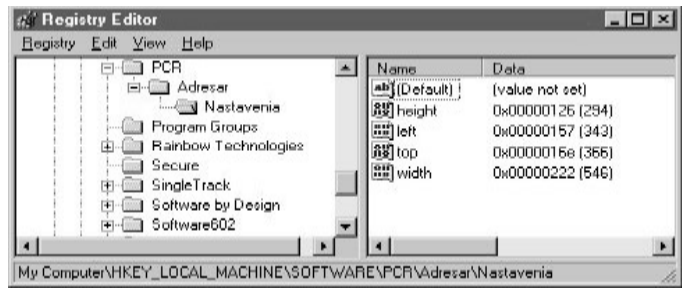 Registry Editor
Registry Edit View Help
PCR
Adresar
Nastavenia
Program Groups
Rainbow Technologies
Secure
SingleTrack
Software by Design
Software602
Name Data
(Default) (value not set)
height 0x00000126 (294)
left 0x00000157 (343)
top 0x0000016e (366)
width 0x00000222 (546)
My Computer\HKEY_LOCAL_MACHINE\SOFTWARE\PCR\Adresar\Nastavenia